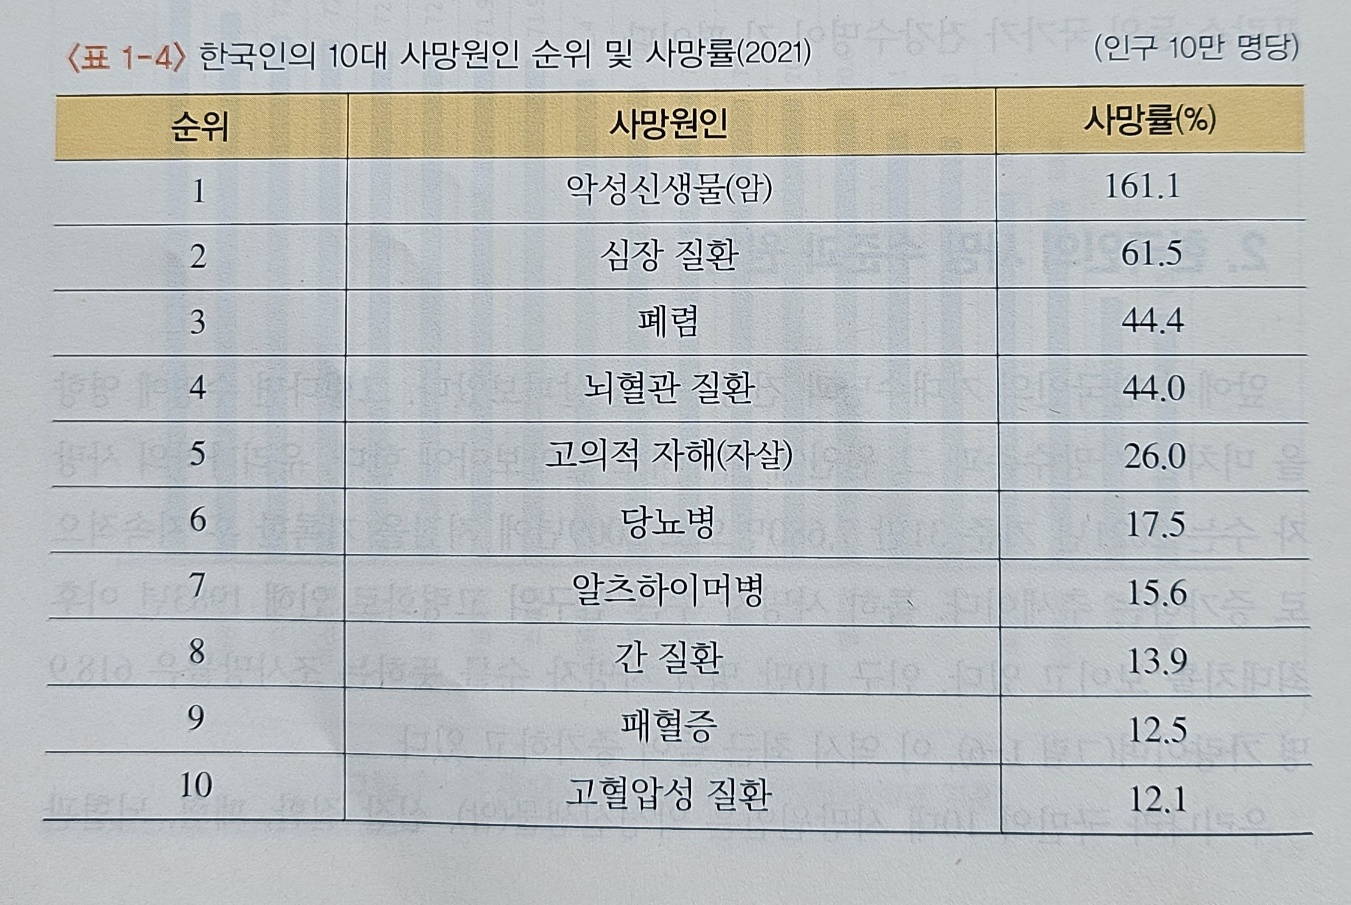 〈표 1-4〉 한국인의 10대 사망원인 순위 및 사망률(2021) (인구 10만 명당)
순위 사망원인 사망률(%)
1 악성신생물(암) 161.1
2 심장 질환 61.5
3 폐렴 44.4
4 뇌혈관 질환 44.0
5 고의적 자해(자살) 26.0
6 당뇨병 17.5
7 알츠하이머병 15.6
8 간 질환 13.9
9 패혈증 12.5
10 고혈압성 질환 12.1